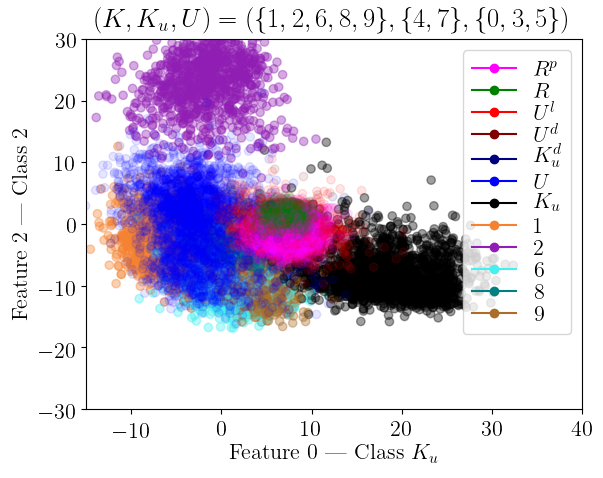 (K, K_u, U) = ({1, 2, 6, 8, 9}, {4, 7}, {0, 3, 5})
30
20
10
0
−10
−20
−30
Feature 2 — Class 2
R^p
R
U^l
U^d
K_u^d
U
K_u
1
2
6
8
9
−10
0
10
20
30
40
Feature 0 — Class K_u